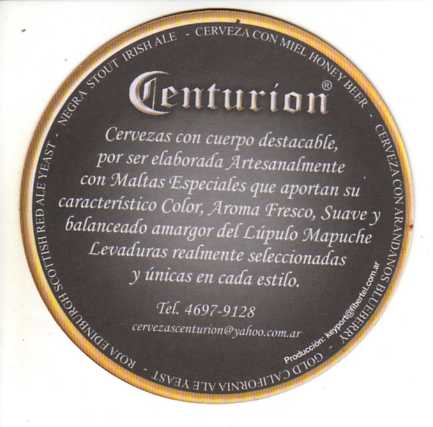 NEGRA STOUT IRISH ALE - CERVEZA CON MIEL HONEY BEER - CERVEZA CON ARANDANOS BLUEBERRY - GOLD CALIFORNIA ALE YEAST - ROJA EDINBURGH SCOTTISH RED ALE YEAST -
Centurion®
Cervezas con cuerpo destacable,
por ser elaborada Artesanalmente
con Maltas Especiales que aportan su
característico Color, Aroma Fresco, Suave y
balanceado amargor del Lúpulo Mapuche
Levaduras realmente seleccionadas
y únicas en cada estilo.
Tel. 4697-9128
cervezascenturion@yahoo.com.ar
Producción: keyport@fibertel.com.ar